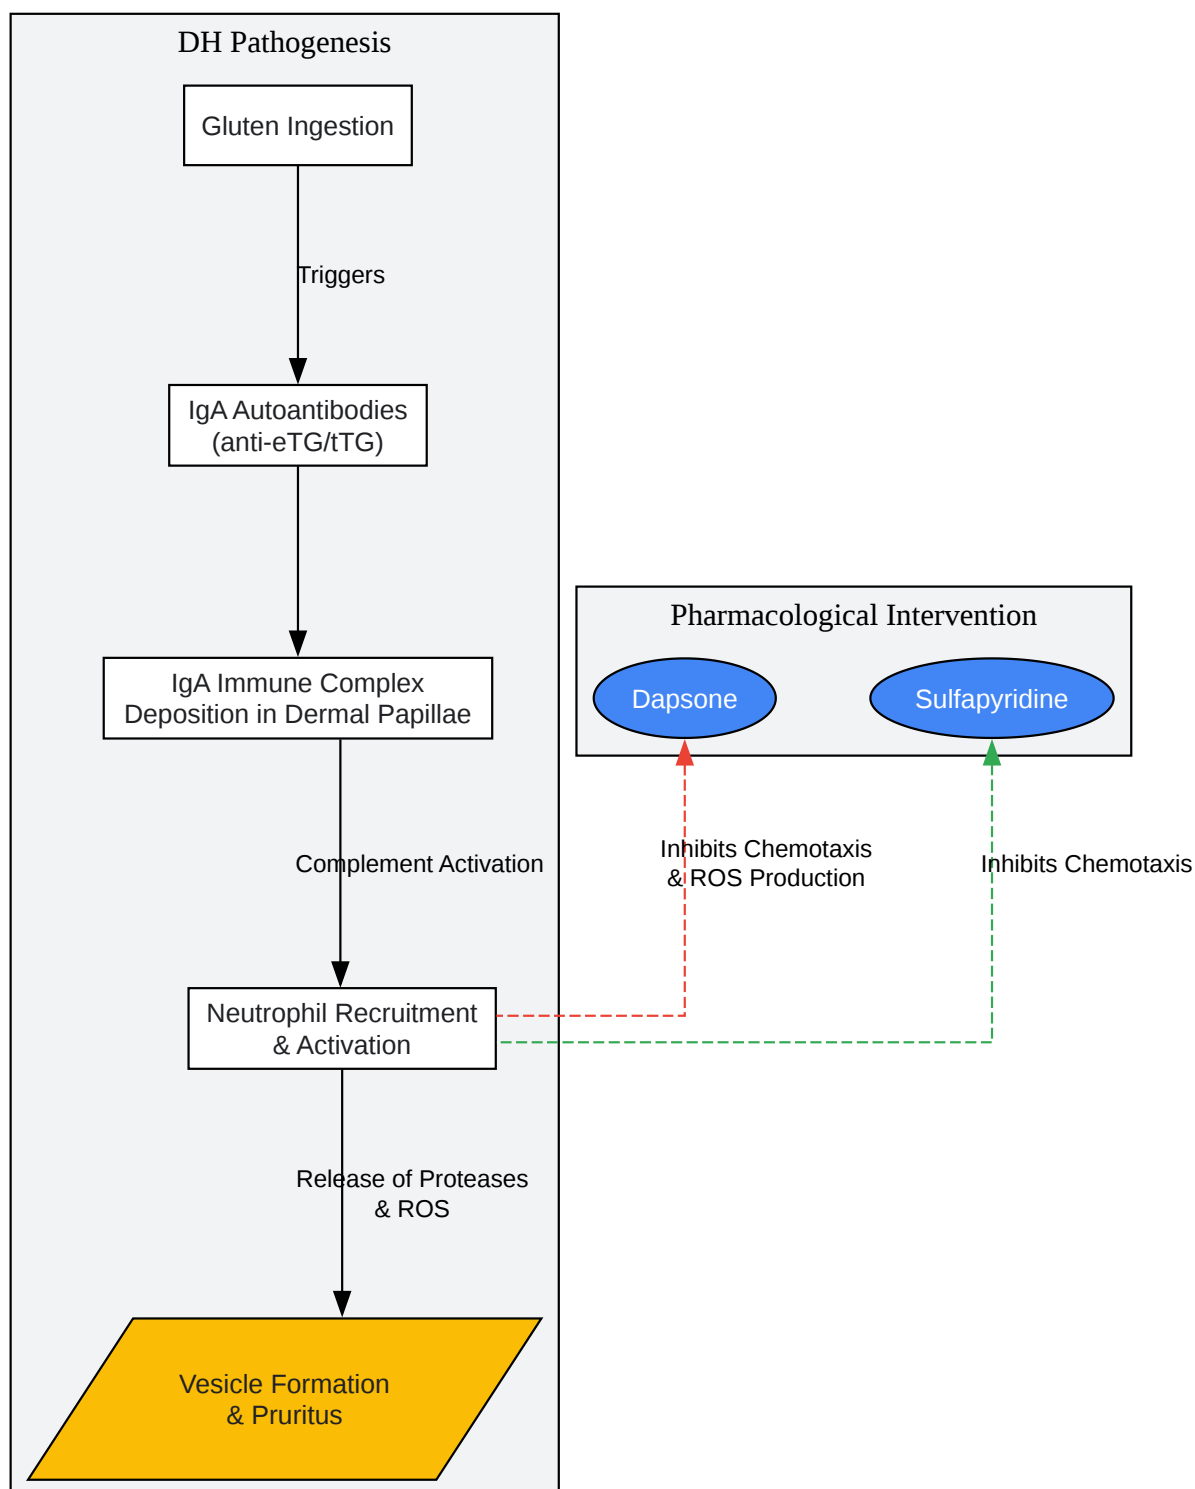 DH Pathogenesis
Gluten Ingestion
Triggers
IgA Autoantibodies
(anti-eTG/tTG)
Pharmacological Intervention
IgA Immune Complex
Deposition in Dermal Papillae
Dapsone
Sulfapyridine
Complement Activation
Inhibits Chemotaxis
& ROS Production
Inhibits Chemotaxis
Neutrophil Recruitment
& Activation
Release of Proteases
& ROS
Vesicle Formation
& Pruritus